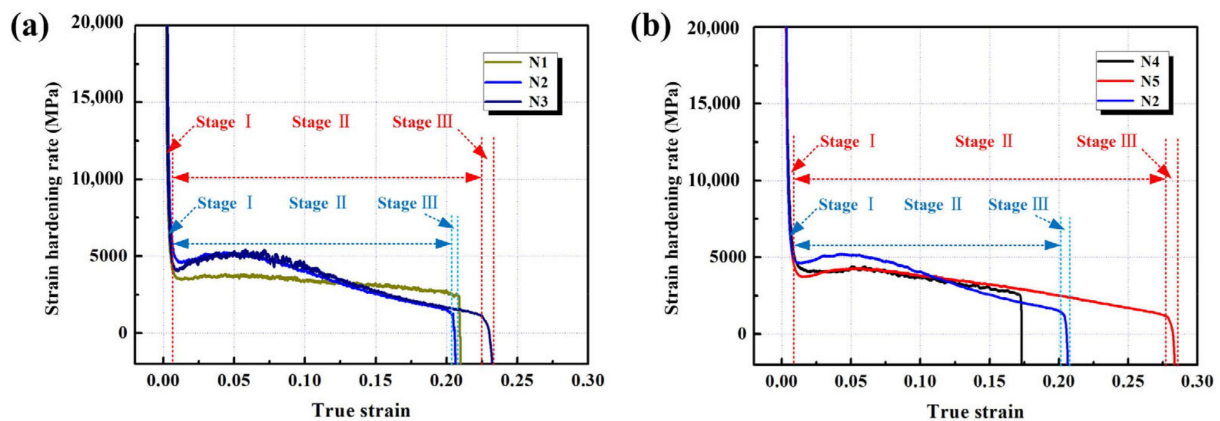 (a)
20,000
15,000
10,000
5000
0
Strain hardening rate (MPa)
N1
N2
N3
Stage Ⅰ Stage Ⅱ Stage Ⅲ
Stage Ⅰ Stage Ⅱ Stage Ⅲ
0.00 0.05 0.10 0.15 0.20 0.25 0.30
True strain
(b)
20,000
15,000
10,000
5000
0
Strain hardening rate (MPa)
N4
N5
N2
Stage Ⅰ Stage Ⅱ Stage Ⅲ
Stage Ⅰ Stage Ⅱ Stage Ⅲ
0.00 0.05 0.10 0.15 0.20 0.25 0.30
True strain